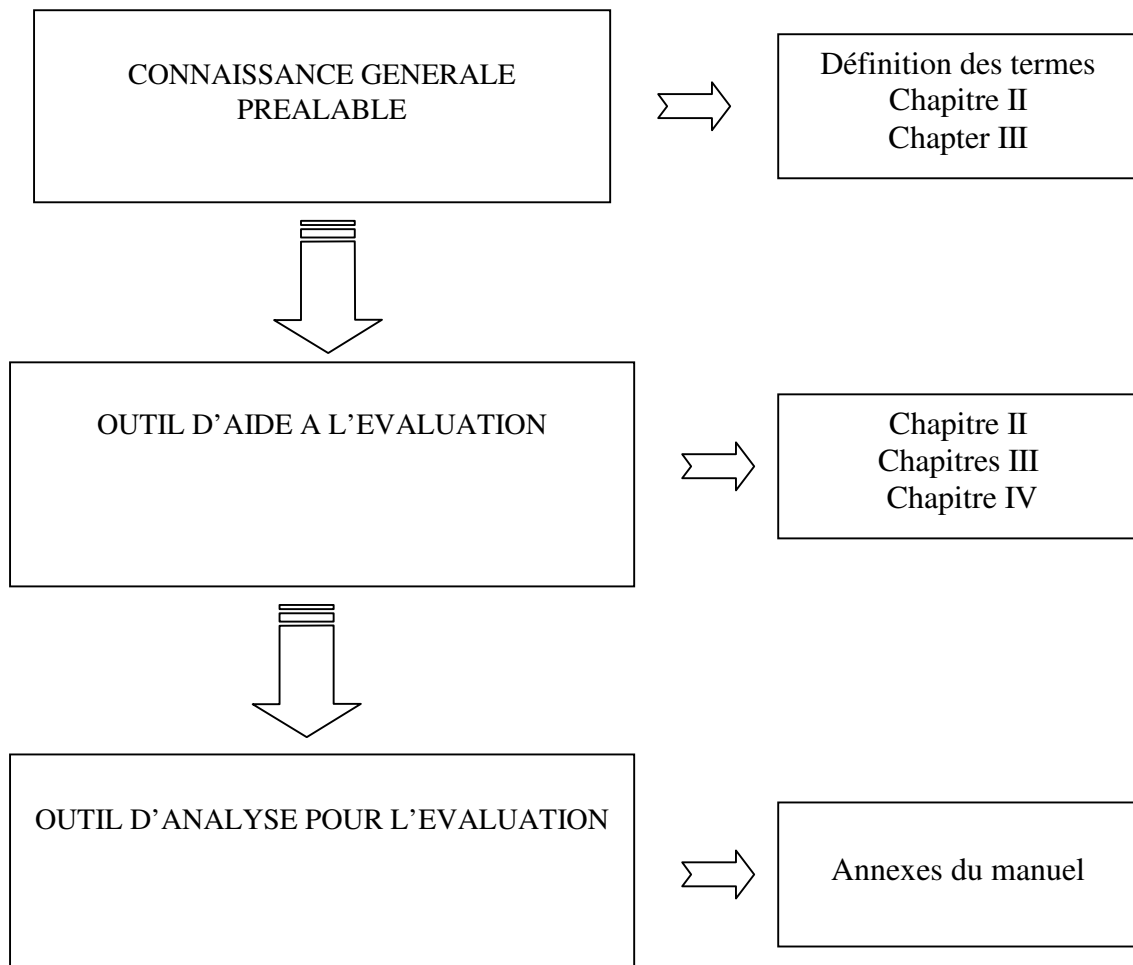 CONNAISSANCE GENERALE
PREALABLE
Définition des termes
Chapitre II
Chapter III
OUTIL D’AIDE A L’EVALUATION
Chapitre II
Chapitres III
Chapitre IV
OUTIL D’ANALYSE POUR L’EVALUATION
Annexes du manuel